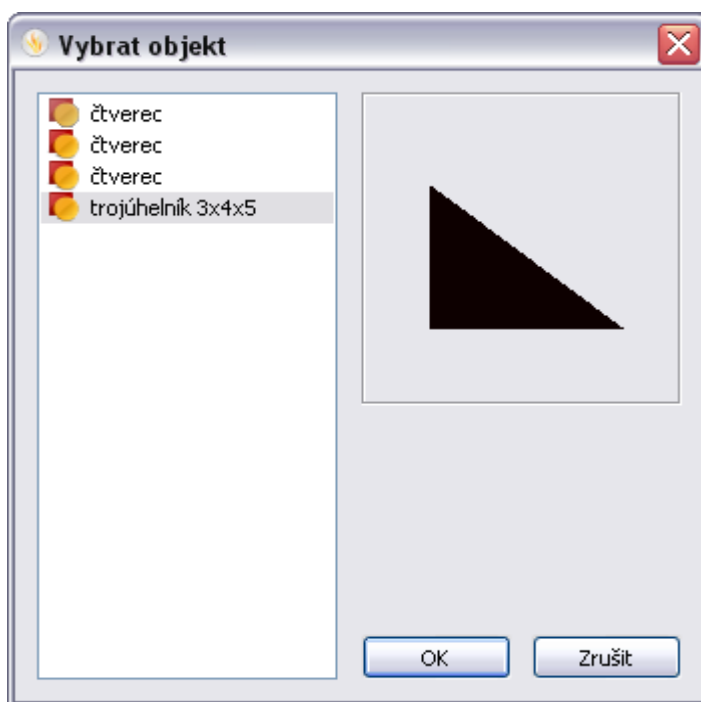 Vybrat objekt
čtverec
čtverec
čtverec
trojúhelník 3x4x5
OK
Zrušit